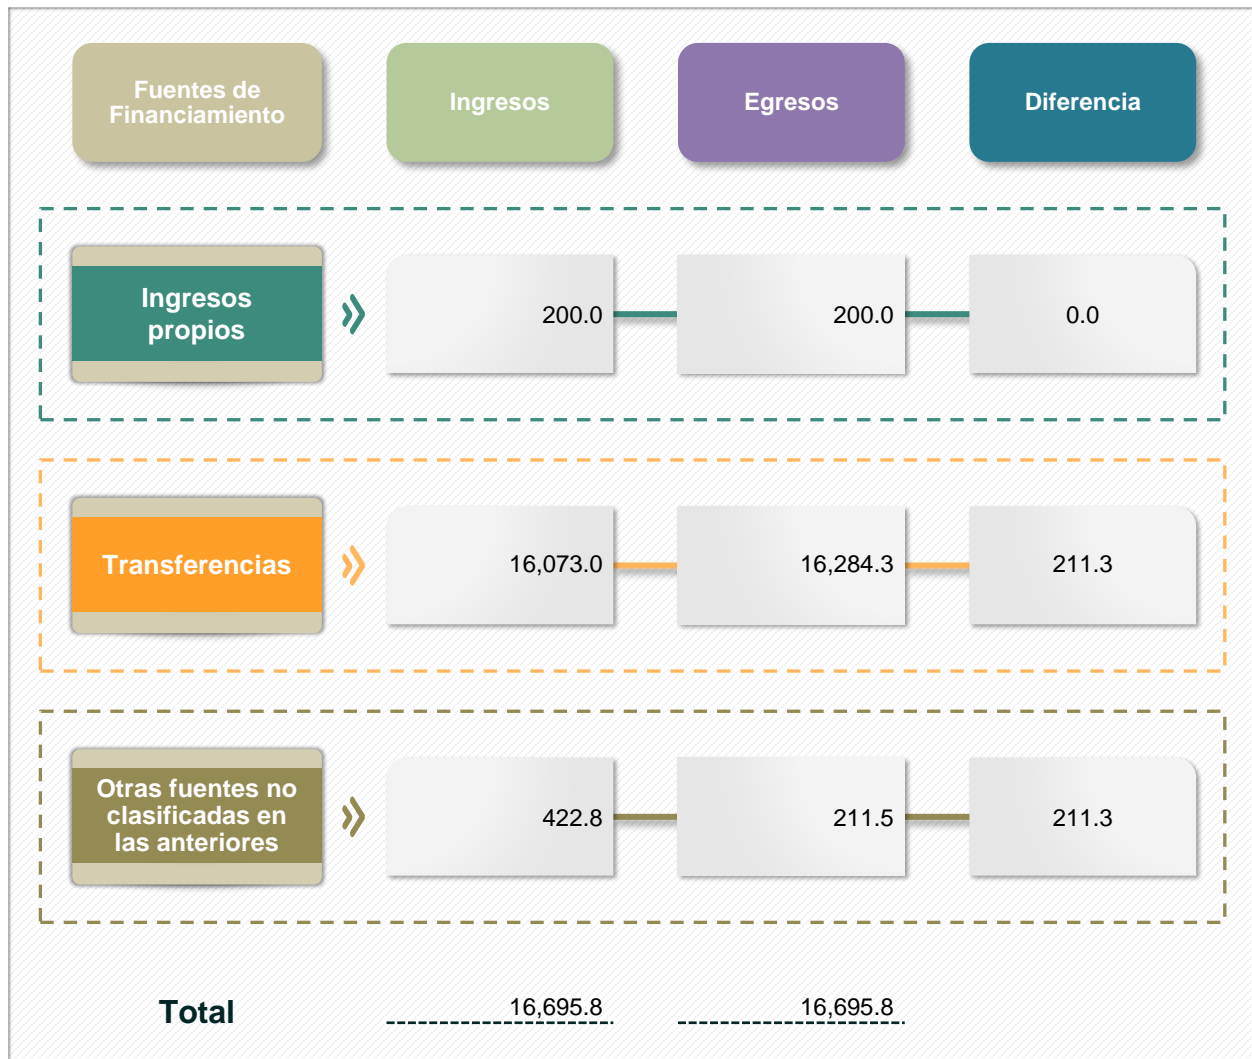 Fuentes de
Financiamiento
Ingresos
Egresos
Diferencia
Ingresos
propios
200.0
200.0
0.0
Transferencias
16,073.0
16,284.3
211.3
Otras fuentes no
clasificadas en
las anteriores
422.8
211.5
211.3
Total
16,695.8
16,695.8